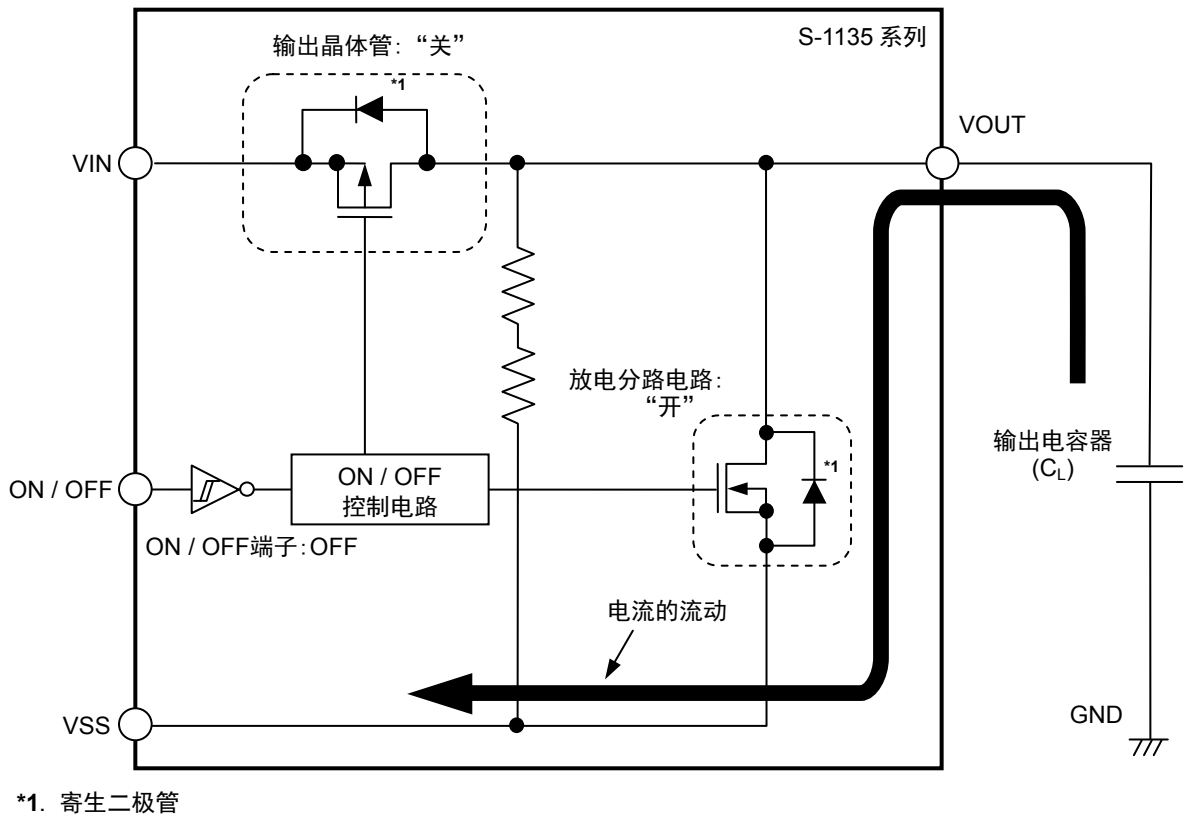 S-1135 系列
输出晶体管：“关”
*1
VOUT
VIN
放电分路电路：
“开”
*1
输出电容器
(CL)
ON / OFF
ON / OFF
控制电路
ON / OFF端子：OFF
电流的流动
VSS
GND
*1. 寄生二极管